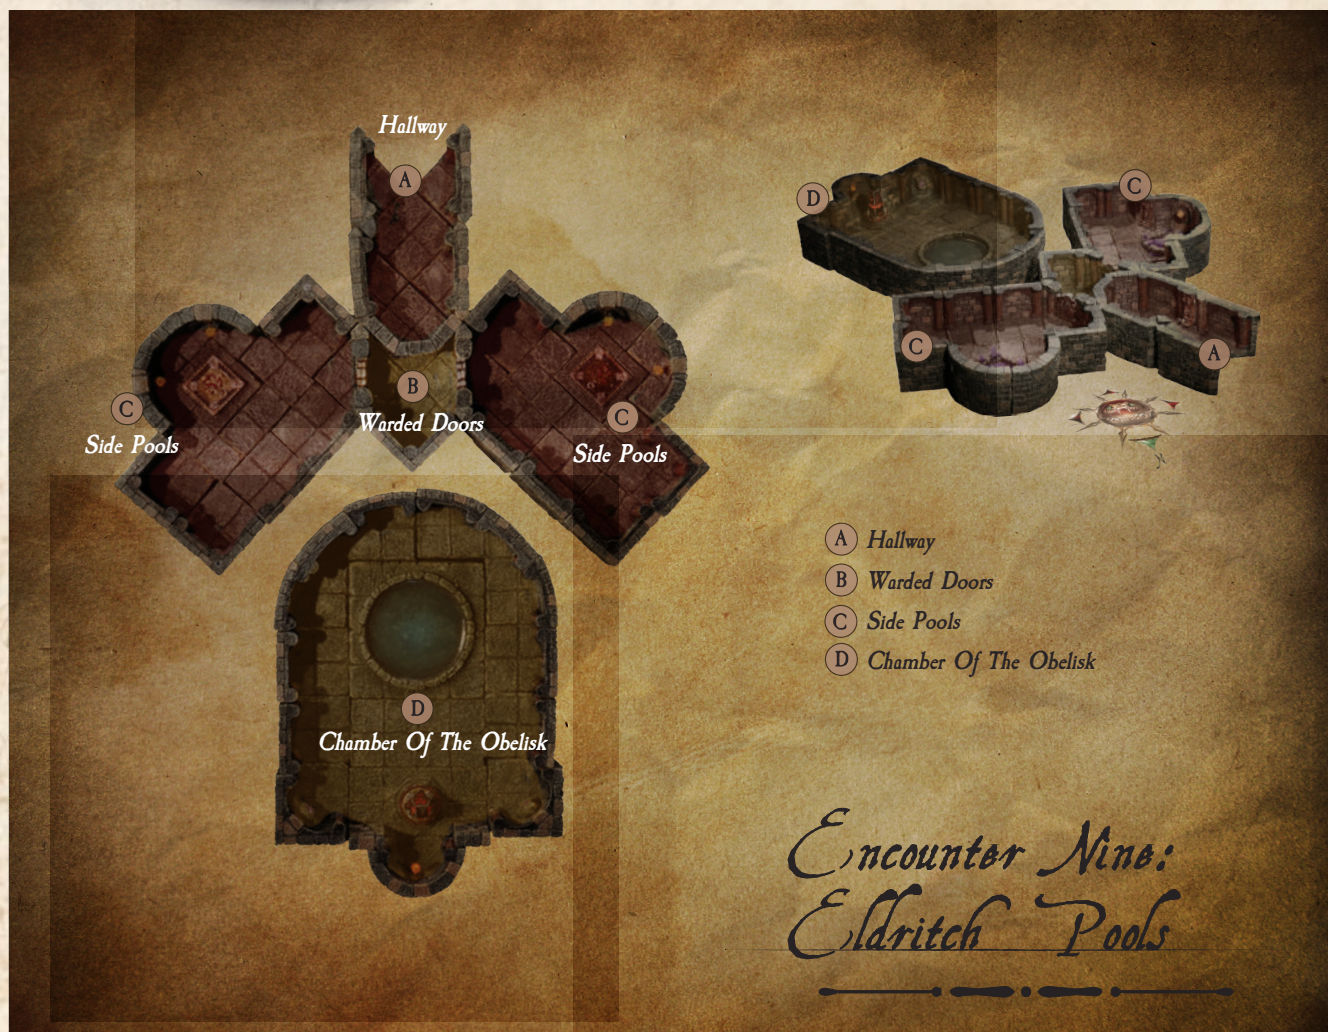 Hallway
A
B
Warded Doors
C
Side Pools
C
Side Pools
D
Chamber Of The Obelisk
D
C
C
A
N
A Hallway
B Warded Doors
C Side Pools
D Chamber Of The Obelisk
Encounter Nine:
Eldritch Pools